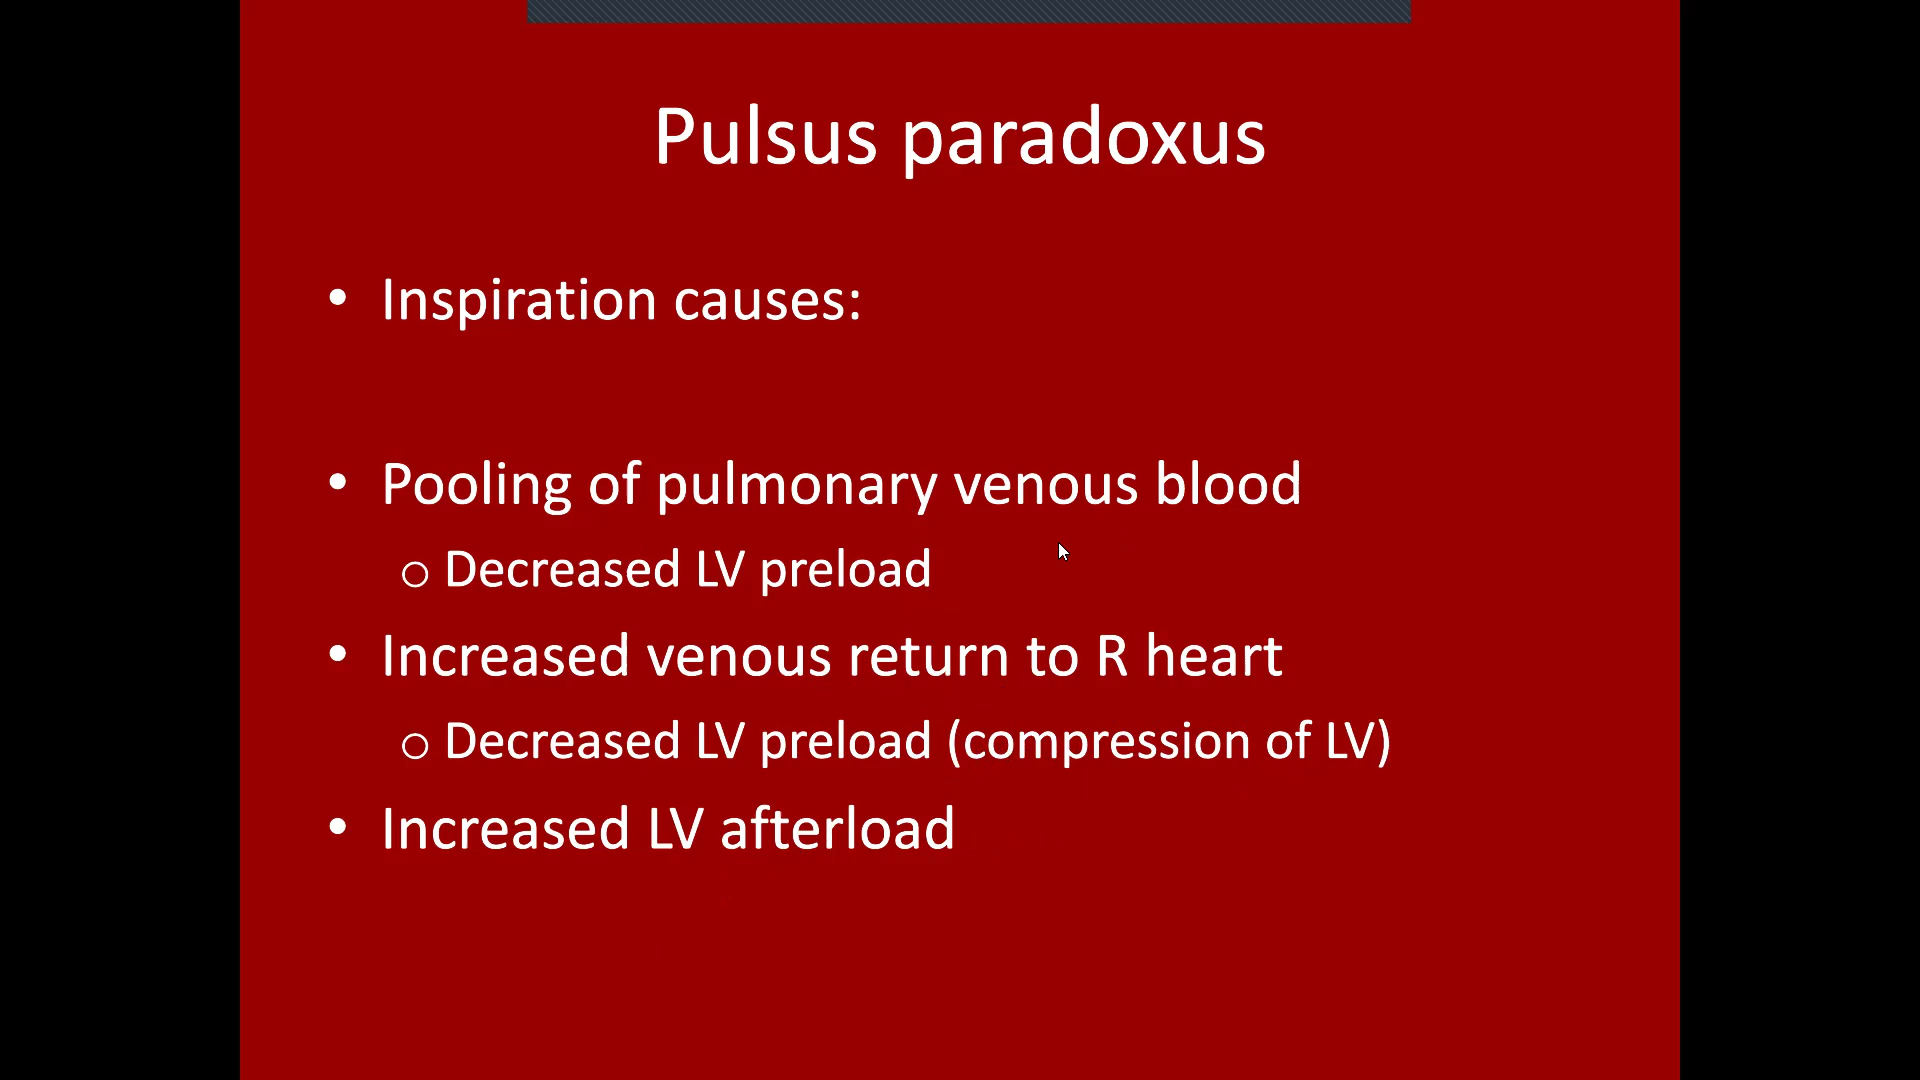 Pulsus paradoxus
• Inspiration causes:
• Pooling of pulmonary venous blood
o Decreased LV preload
• Increased venous return to R heart
o Decreased LV preload (compression of LV)
• Increased LV afterload